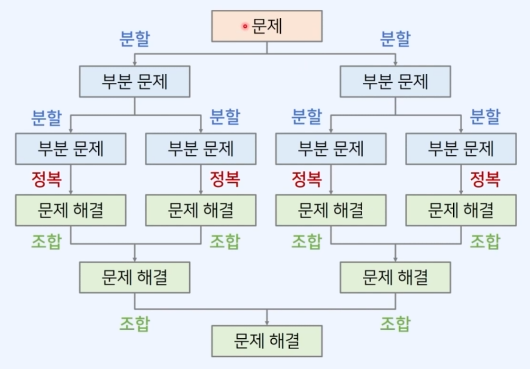 문제
분할 분할
부분 문제 부분 문제
분할 분할 분할 분할
부분 문제 부분 문제 부분 문제 부분 문제
정복 정복 정복 정복
문제 해결 문제 해결 문제 해결 문제 해결
조합 조합 조합 조합
문제 해결 문제 해결
조합 조합
문제 해결